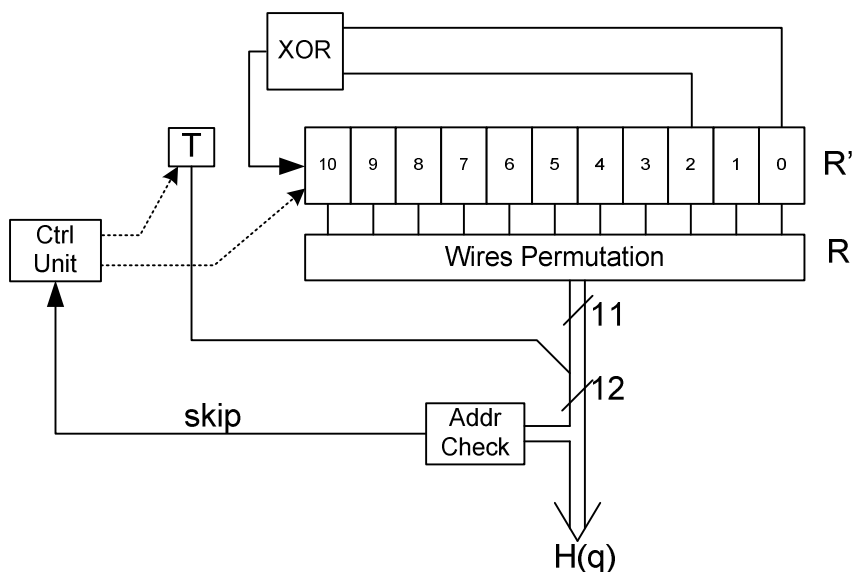 XOR
T
10 9 8 7 6 5 4 3 2 1 0
R'
Ctrl
Unit
Wires Permutation
R
11
12
skip
Addr
Check
H(q)